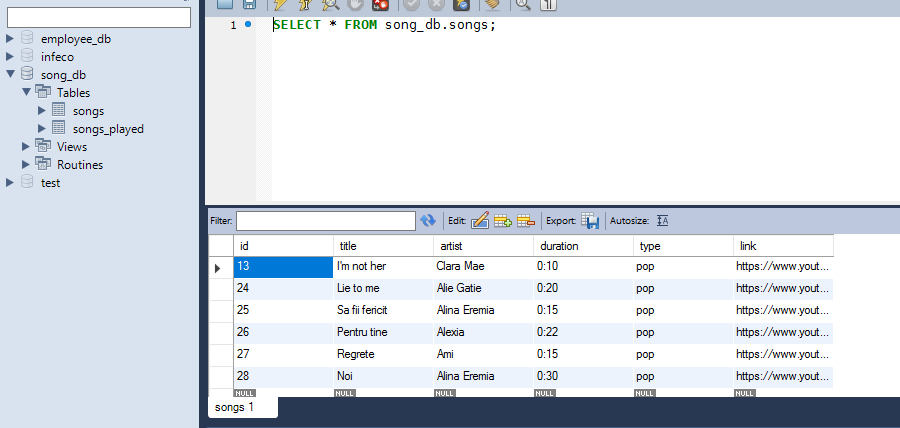 employee_db
infeco
song_db
Tables
songs
songs_played
Views
Routines
test
1 SELECT * FROM song_db.songs;
Filter: Edit: Export: Autosize:
id title artist duration type link
13 I'm not her Clara Mae 0:10 pop https://www.yout...
24 Lie to me Alie Gatie 0:20 pop https://www.yout...
25 Sa fii fericit Alina Eremia 0:15 pop https://www.yout...
26 Pentru tine Alexia 0:22 pop https://www.yout...
27 Regrete Ami 0:15 pop https://www.yout...
28 Noi Alina Eremia 0:30 pop https://www.yout...
NULL NULL NULL NULL NULL NULL
songs 1